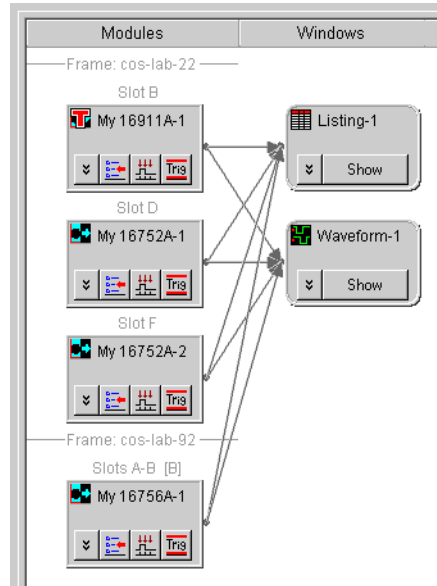 Modules Windows
Frame: cos-lab-22
Slot B
My 16911A-1 Listing-1
Trig Show
Slot D
My 16752A-1 Waveform-1
Trig Show
Slot F
My 16752A-2
Trig
Frame: cos-lab-92
Slots A-B [B]
My 16756A-1
Trig